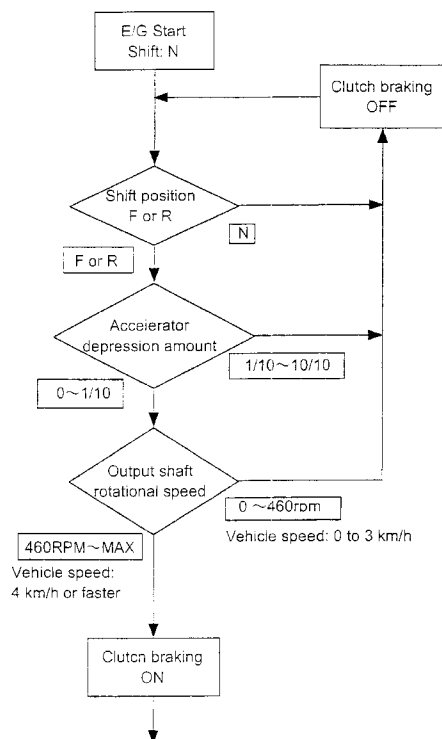 E/G Start
Shift: N
Clutch braking
OFF
Shift position
F or R
N
F or R
Accelerator
depression amount
1/10～10/10
0～1/10
Output shaft
rotational speed
0 ～460rpm
Vehicle speed: 0 to 3 km/h
460RPM～MAX
Vehicle speed:
4 km/h or faster
Clutch braking
ON